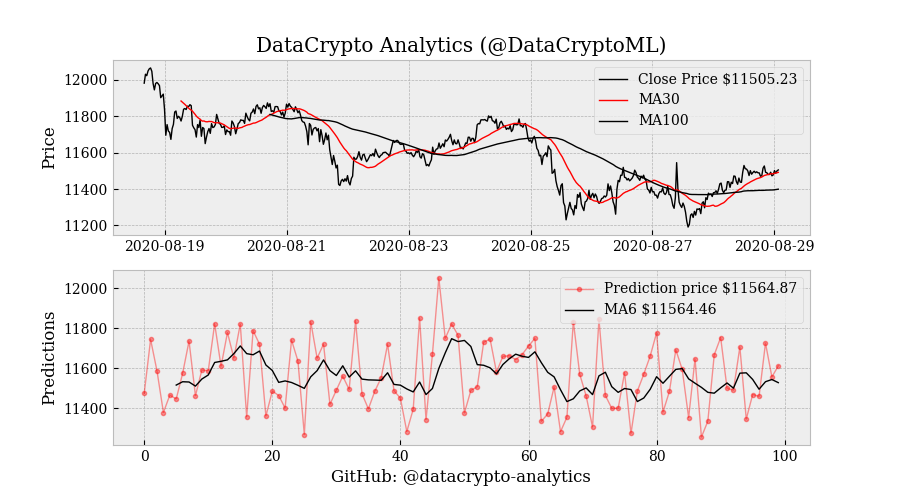 DataCrypto Analytics (@DataCryptoML)
Price
12000
11800
11600
11400
11200
Close Price $11505.23
MA30
MA100
2020-08-19 2020-08-21 2020-08-23 2020-08-25 2020-08-27 2020-08-29
Predictions
12000
11800
11600
11400
Prediction price $11564.87
MA6 $11564.46
0 20 40 60 80 100
GitHub: @datacrypto-analytics